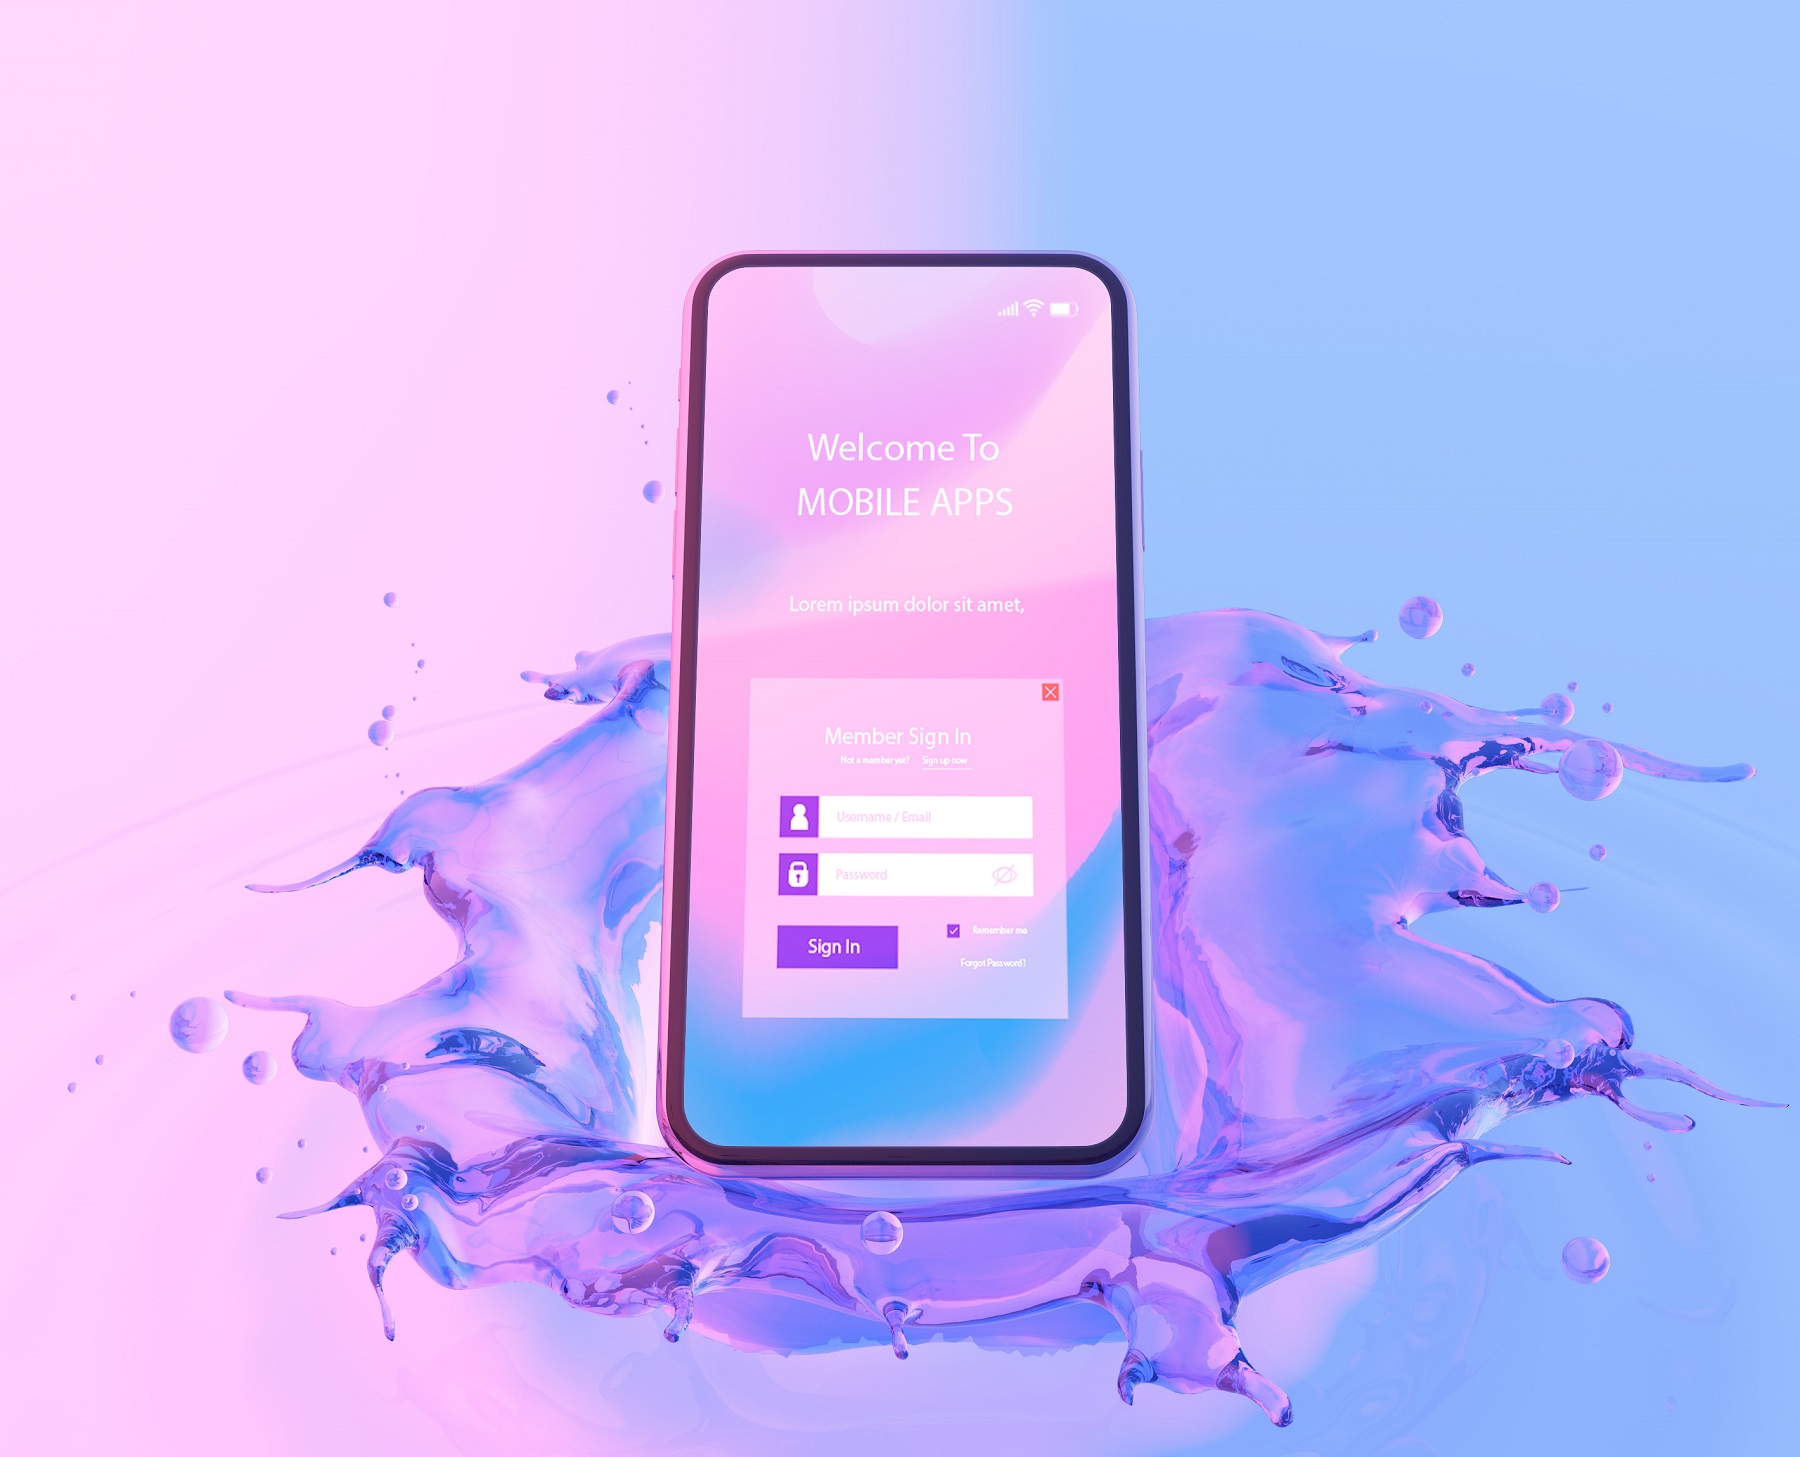 Welcome To
MOBILE APPS
Lorem ipsum dolor sit amet,
Member Sign In
Not a member yet? Sign up now
Username / Email
Password
Sign In
Remember me
Forgot Password?